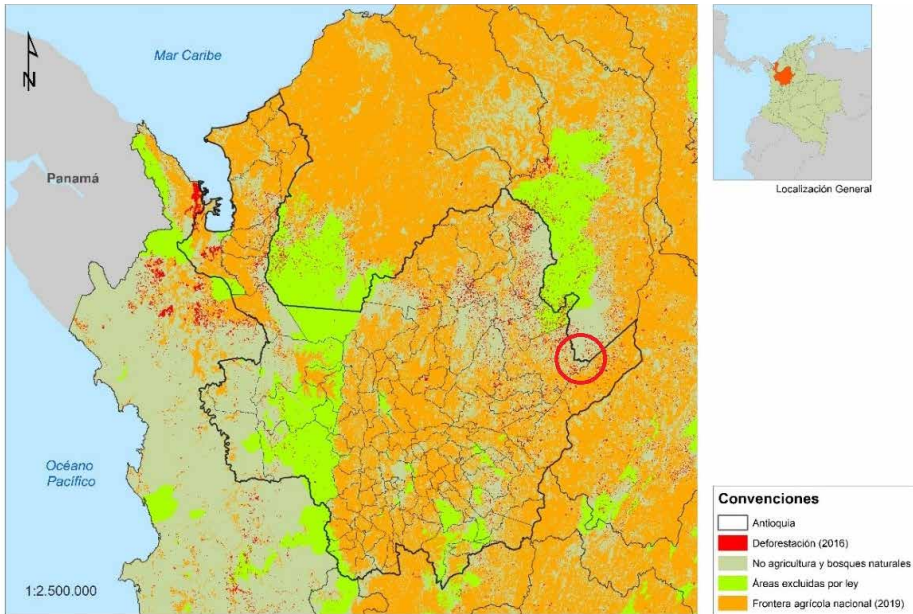 Mar Caribe
N
Panamá
Localización General
Océano
Pacífico
1:2.500.000
Convenciones
Antioquia
Deforestación (2016)
No agricultura y bosques naturales
Áreas excluidas por ley
Frontera agrícola nacional (2019)